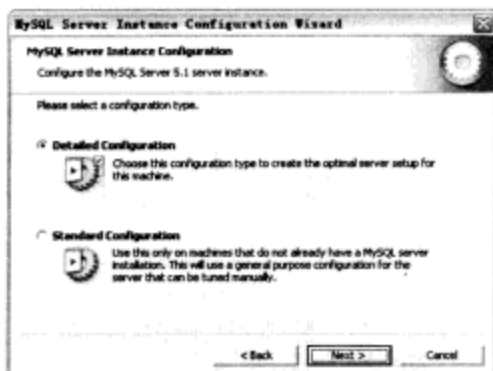 MySQL Server Instance Configuration Wizard
MySQL Server Instance Configuration
Configure the MySQL Server 5.1 server instance.
Please select a configuration type.
Detailed Configuration
Choose this configuration type to create the optimal server setup for
this machine.
Standard Configuration
Use this only on machines that do not already have a MySQL server
installation. This will use a general purpose configuration for the
server that can be tuned manually.
< Back
Next >
Cancel